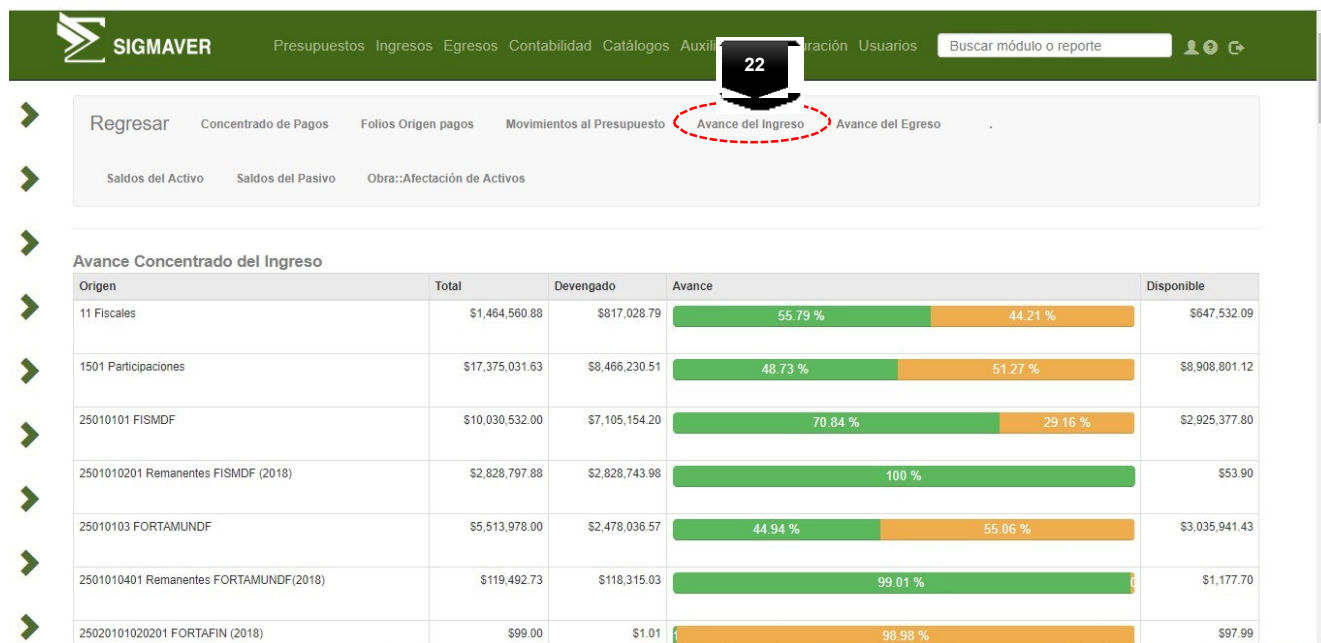 SIGMAVER Presupuestos Ingresos Egresos Contabilidad Catálogos Auxili ración Usuarios Buscar módulo o reporte
22
Regresar Concentrado de Pagos Folios Origen pagos Movimientos al Presupuesto Avance del Ingreso Avance del Egreso .
Saldos del Activo Saldos del Pasivo Obra::Afectación de Activos
Avance Concentrado del Ingreso
Origen Total Devengado Avance Disponible
11 Fiscales $1,464,560.88 $817,028.79 55.79 % 44.21 % $647,532.09
1501 Participaciones $17,375,031.63 $8,466,230.51 48.73 % 51.27 % $8,908,801.12
25010101 FISMDF $10,030,532.00 $7,105,154.20 70.84 % 29.16 % $2,925,377.80
2501010201 Remanentes FISMDF (2018) $2,828,797.88 $2,828,743.98 100 % $53.90
25010103 FORTAMUNDF $5,513,978.00 $2,478,036.57 44.94 % 55.06 % $3,035,941.43
2501010401 Remanentes FORTAMUNDF(2018) $119,492.73 $118,315.03 99.01 % $1,177.70
25020101020201 FORTAFIN (2018) $99.00 $1.01 1 98.98 % $97.99